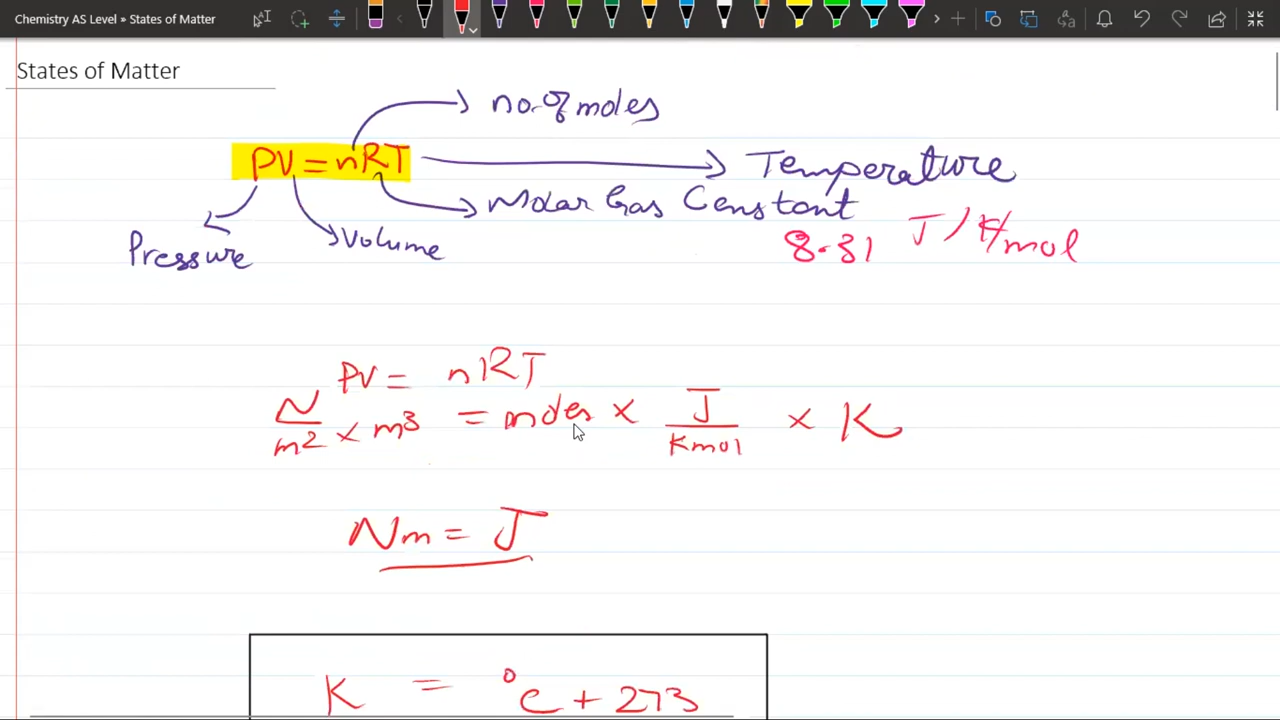 Chemistry AS Level » States of Matter
States of Matter
no. of moles
PV = nRT
Temperature
Molar Gas Constant
Pressure
Volume
8.31 J/K/mol
PV = nRT
N/m2 × m3 = moles × J/Kmol × K
Nm = J
K = °C + 273